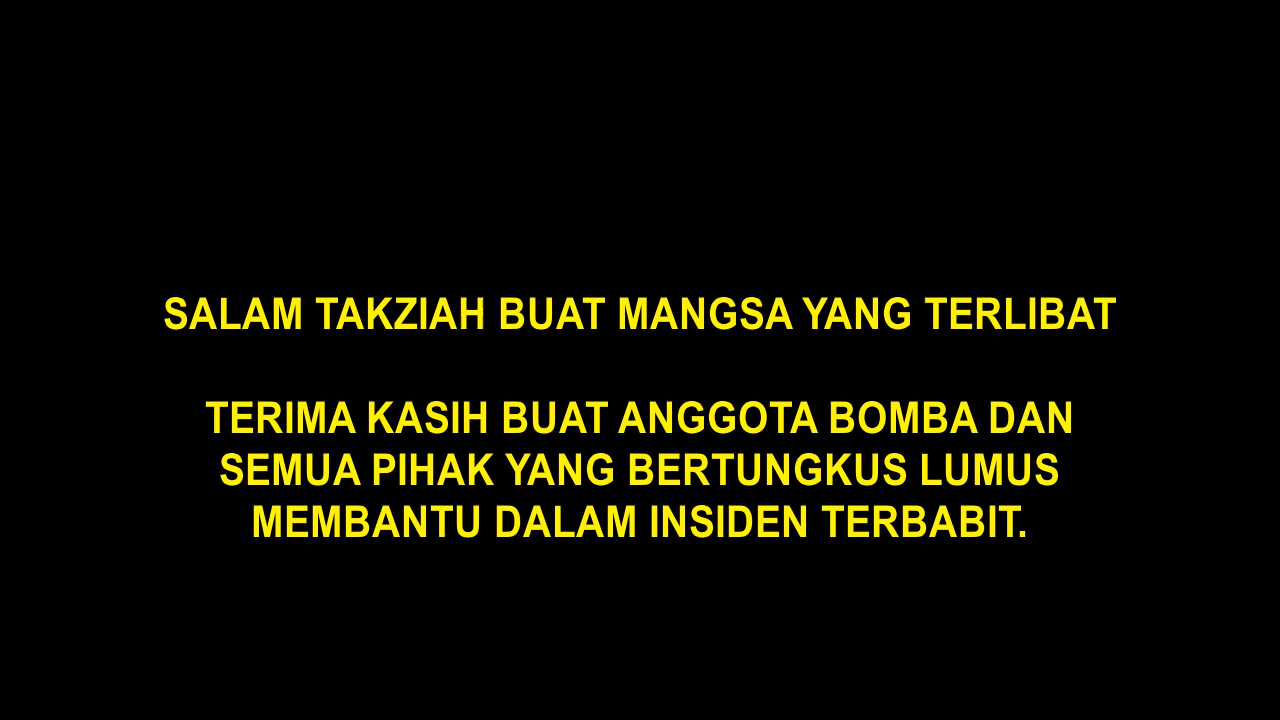 SALAM TAKZIAH BUAT MANGSA YANG TERLIBAT
TERIMA KASIH BUAT ANGGOTA BOMBA DAN
SEMUA PIHAK YANG BERTUNGKUS LUMUS
MEMBANTU DALAM INSIDEN TERBABIT.